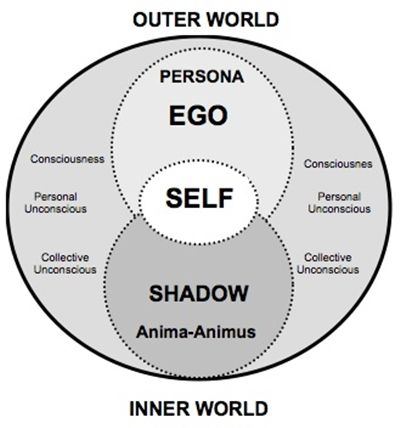 OUTER WORLD
PERSONA
EGO
Consciousness
Consciousnes
Personal
Unconscious
SELF
Personal
Unconscious
Collective
Unconscious
Collective
Unconscious
SHADOW
Anima-Animus
INNER WORLD